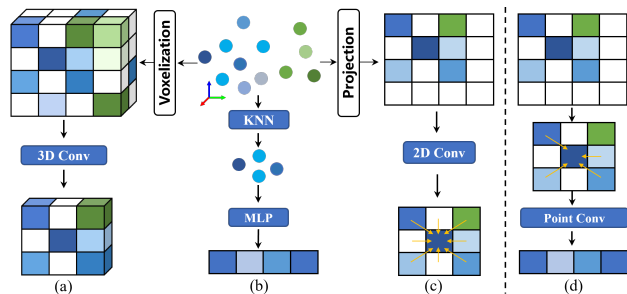 Voxelization
Projection
KNN
3D Conv
2D Conv
MLP
Point Conv
(a)
(b)
(c)
(d)